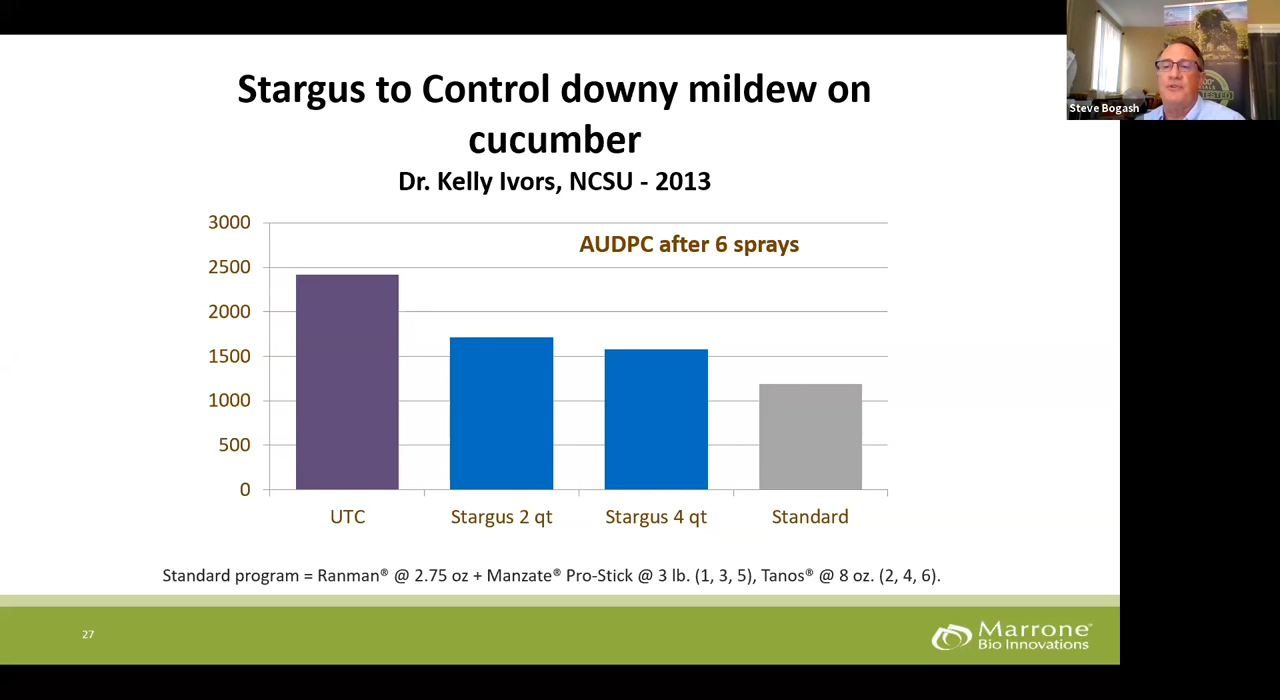 Stargus to Control downy mildew on
cucumber
Dr. Kelly Ivors, NCSU - 2013
AUDPC after 6 sprays
3000
2500
2000
1500
1000
500
0
UTC
Stargus 2 qt
Stargus 4 qt
Standard
Standard program = Ranman® @ 2.75 oz + Manzate® Pro-Stick @ 3 lb. (1, 3, 5), Tanos® @ 8 oz. (2, 4, 6).
27
Marrone™
Bio Innovations
Steve Bogash